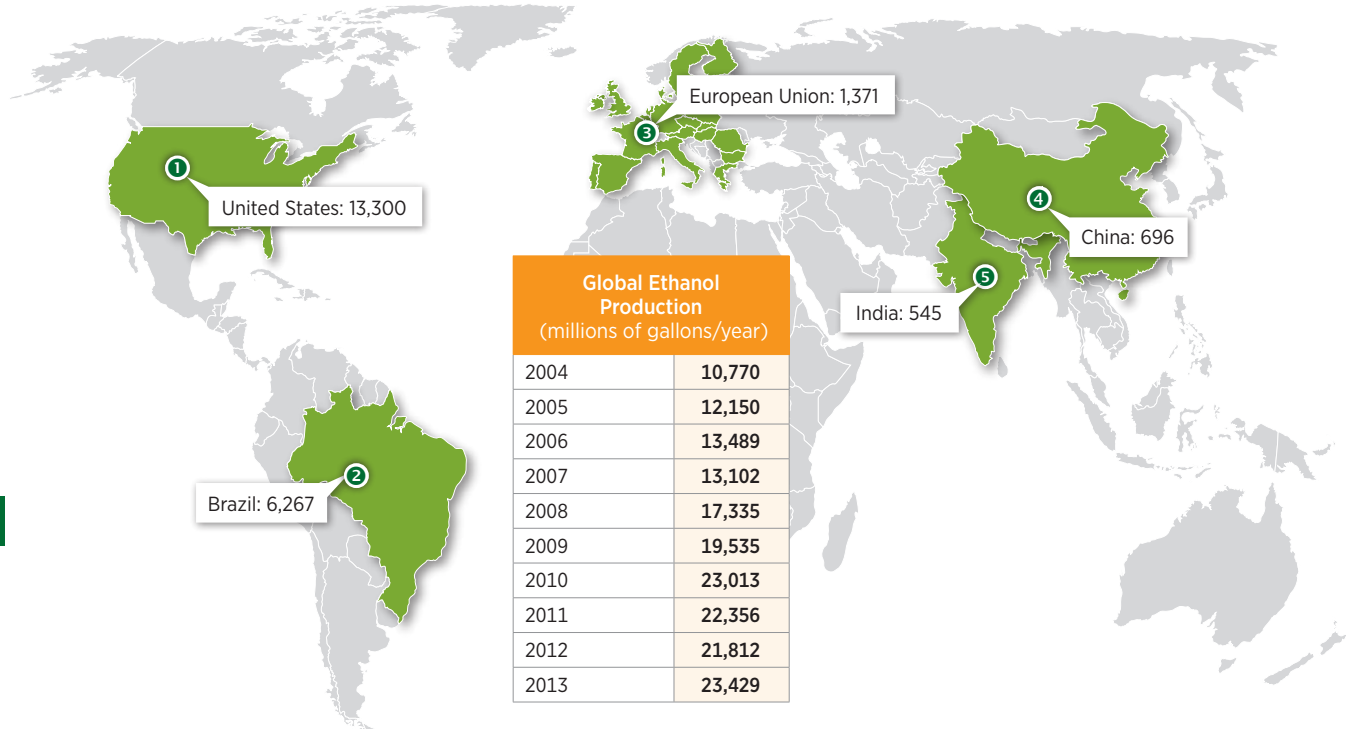 European Union: 1,371
3
1
United States: 13,300
4
China: 696
5
India: 545
2
Brazil: 6,267
Global Ethanol
Production
(millions of gallons/year)
2004 10,770
2005 12,150
2006 13,489
2007 13,102
2008 17,335
2009 19,535
2010 23,013
2011 22,356
2012 21,812
2013 23,429